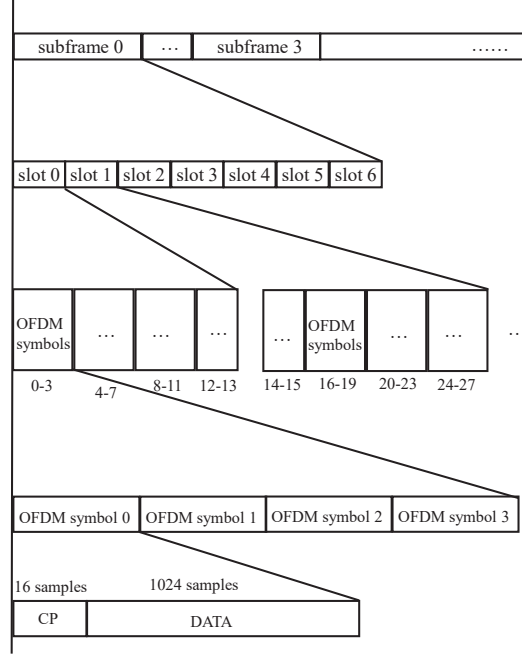 subframe 0 … subframe 3 ……
slot 0 slot 1 slot 2 slot 3 slot 4 slot 5 slot 6
OFDM symbols … … … … OFDM symbols … … …
0-3 4-7 8-11 12-13 14-15 16-19 20-23 24-27
OFDM symbol 0 OFDM symbol 1 OFDM symbol 2 OFDM symbol 3
16 samples 1024 samples
CP DATA